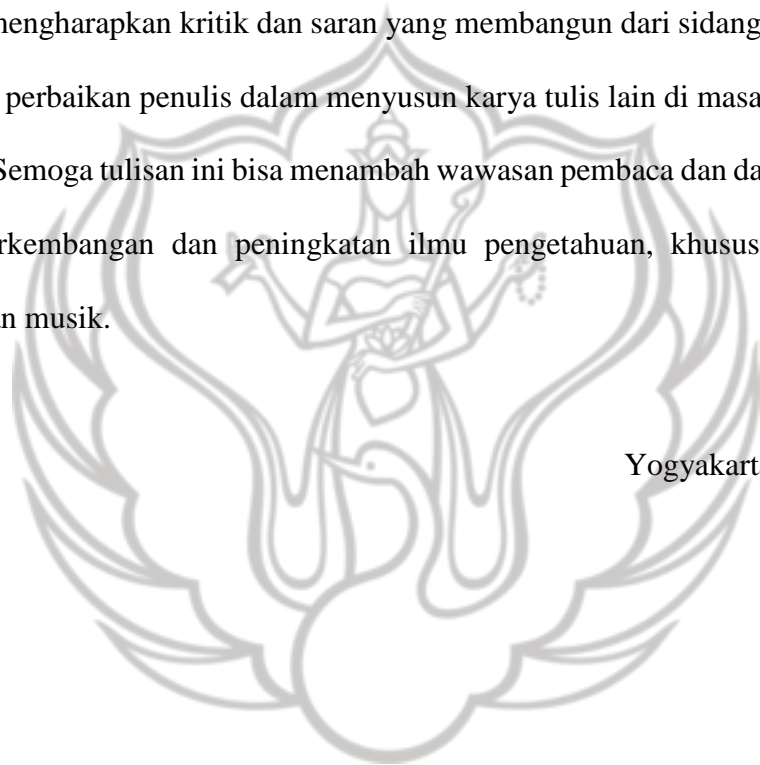 mengharapkan kritik dan saran yang membangun dari sidang
perbaikan penulis dalam menyusun karya tulis lain di masa
Semoga tulisan ini bisa menambah wawasan pembaca dan da
rkembangan dan peningkatan ilmu pengetahuan, khusus
n musik.
Yogyakart